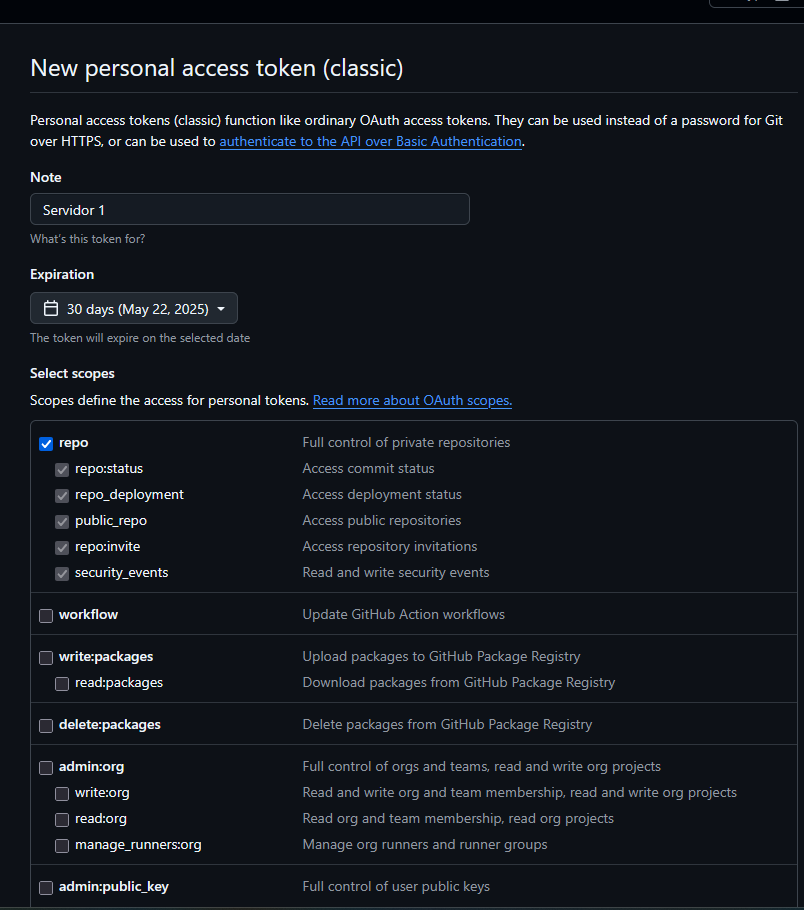 New personal access token (classic)
Personal access tokens (classic) function like ordinary OAuth access tokens. They can be used instead of a password for Git
over HTTPS, or can be used to authenticate to the API over Basic Authentication.
Note
Servidor 1
What's this token for?
Expiration
30 days (May 22, 2025)
The token will expire on the selected date
Select scopes
Scopes define the access for personal tokens. Read more about OAuth scopes.
repo Full control of private repositories
repo:status Access commit status
repo_deployment Access deployment status
public_repo Access public repositories
repo:invite Access repository invitations
security_events Read and write security events
workflow Update GitHub Action workflows
write:packages Upload packages to GitHub Package Registry
read:packages Download packages from GitHub Package Registry
delete:packages Delete packages from GitHub Package Registry
admin:org Full control of orgs and teams, read and write org projects
write:org Read and write org and team membership, read and write org projects
read:org Read org and team membership, read org projects
manage_runners:org Manage org runners and runner groups
admin:public_key Full control of user public keys